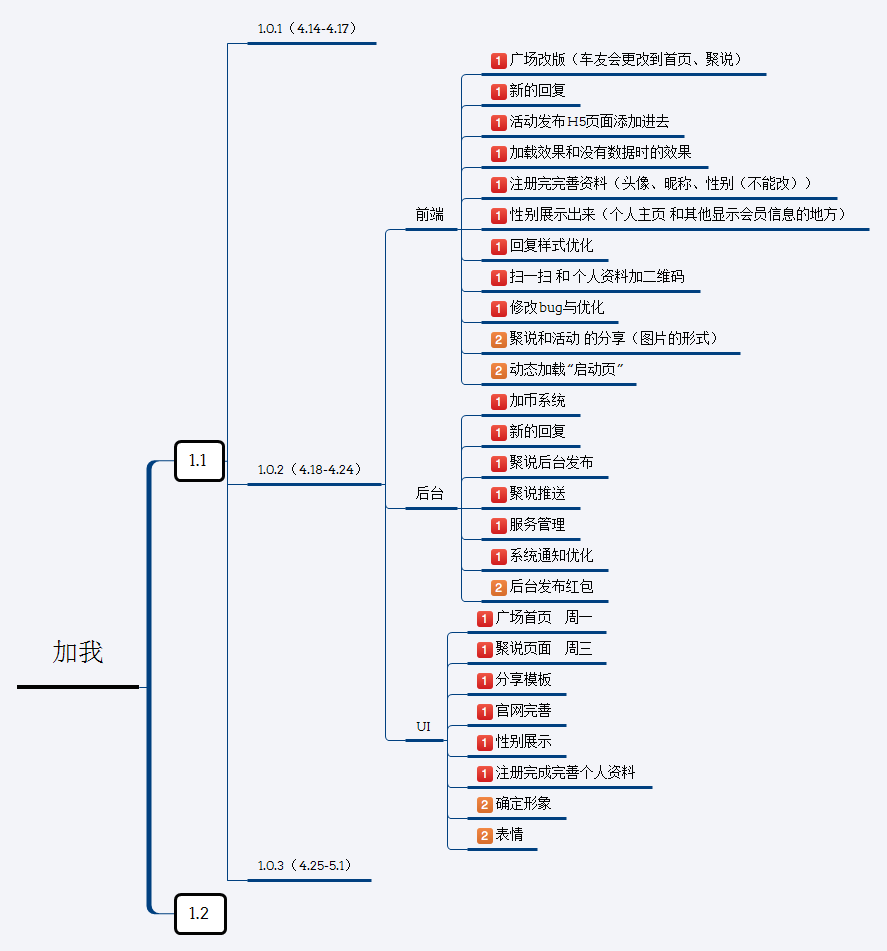 加我
1.1
1.0.1（4.14-4.17）
1.0.2（4.18-4.24）
前端
1 广场改版（车友会更改到首页、聚说）
1 新的回复
1 活动发布H5页面添加进去
1 加载效果和没有数据时的效果
1 注册完完善资料（头像、昵称、性别（不能改））
1 性别展示出来（个人主页 和其他显示会员信息的地方）
1 回复样式优化
1 扫一扫 和 个人资料加二维码
1 修改bug与优化
2 聚说和活动 的分享（图片的形式）
2 动态加载“启动页”
后台
1 加币系统
1 新的回复
1 聚说后台发布
1 聚说推送
1 服务管理
1 系统通知优化
2 后台发布红包
UI
1 广场首页 周一
1 聚说页面 周三
1 分享模板
1 官网完善
1 性别展示
1 注册完成完善个人资料
2 确定形象
2 表情
1.0.3（4.25-5.1）
1.2